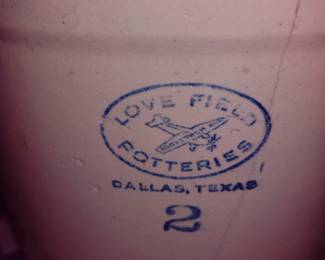 LOVE FIELD
POTTERIES
DALLAS, TEXAS
2